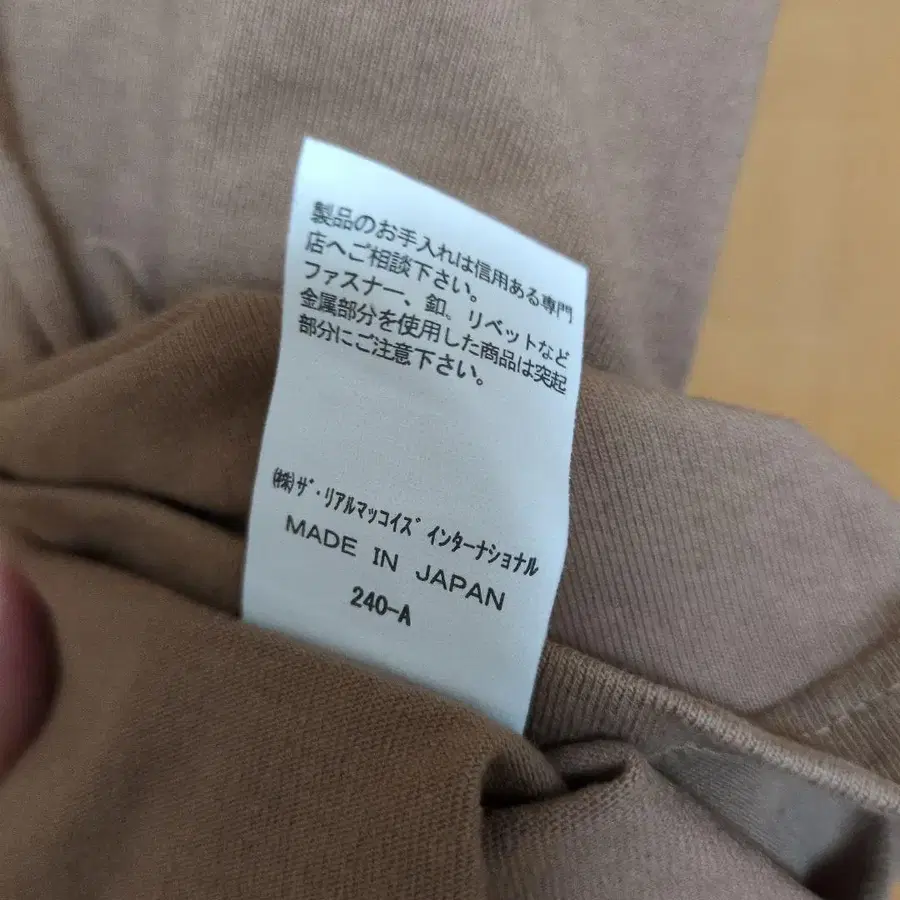 製品のお手入れは信用ある専門
店へご相談下さい。
ファスナー、釦、リベットなど
金属部分を使用した商品は突起
部分にご注意下さい。
㈱ザ・リアルマッコイズ インターナショナル
MADE IN JAPAN
240-A